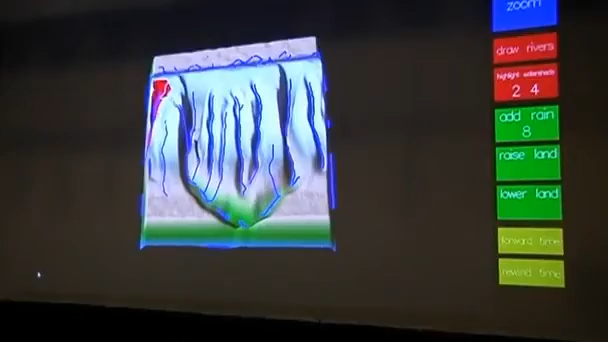 zoom
draw rivers
highlight watersheds
2 4
add rain
8
raise land
lower land
forward time
rewind time